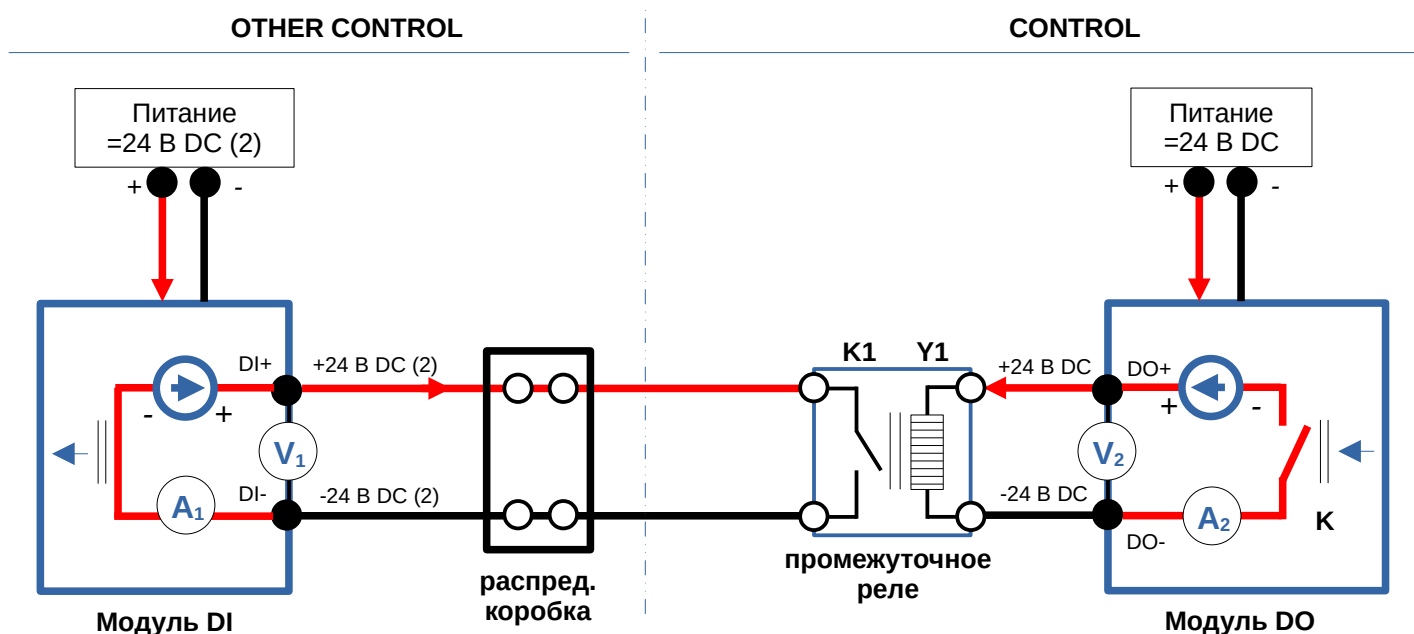 OTHER CONTROL
CONTROL
Питание
=24 В DC (2)
+ -
Питание
=24 В DC
+ -
DI+
+24 В DC (2)
- +
V1
A1
DI-
-24 В DC (2)
распред.
коробка
Модуль DI
K1 Y1
+24 В DC
DO+
+ -
V2
-24 В DC
A2
K
DO-
промежуточное
реле
Модуль DO